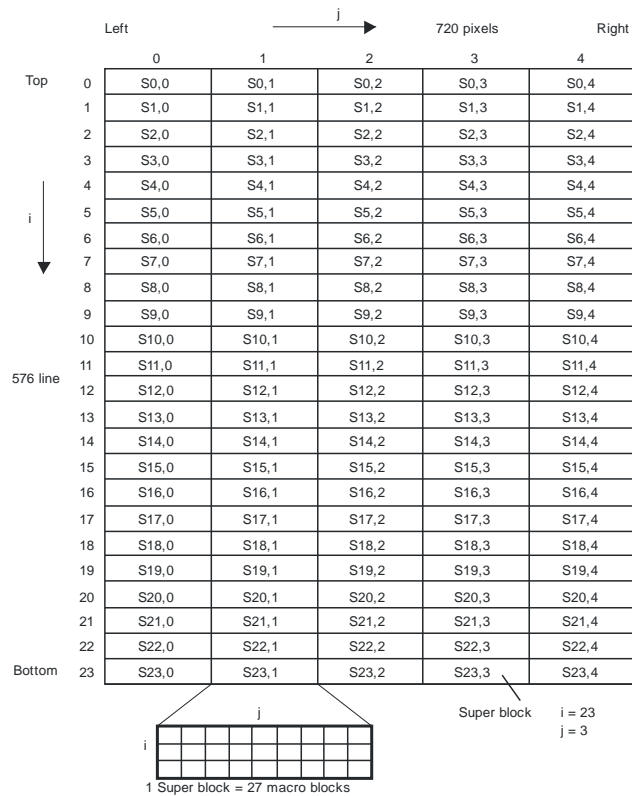 j
Left 720 pixels Right
0 1 2 3 4
Top 0 S0,0 S0,1 S0,2 S0,3 S0,4
1 S1,0 S1,1 S1,2 S1,3 S1,4
2 S2,0 S2,1 S2,2 S2,3 S2,4
3 S3,0 S3,1 S3,2 S3,3 S3,4
4 S4,0 S4,1 S4,2 S4,3 S4,4
i 5 S5,0 S5,1 S5,2 S5,3 S5,4
6 S6,0 S6,1 S6,2 S6,3 S6,4
7 S7,0 S7,1 S7,2 S7,3 S7,4
8 S8,0 S8,1 S8,2 S8,3 S8,4
9 S9,0 S9,1 S9,2 S9,3 S9,4
10 S10,0 S10,1 S10,2 S10,3 S10,4
11 S11,0 S11,1 S11,2 S11,3 S11,4
576 line
12 S12,0 S12,1 S12,2 S12,3 S12,4
13 S13,0 S13,1 S13,2 S13,3 S13,4
14 S14,0 S14,1 S14,2 S14,3 S14,4
15 S15,0 S15,1 S15,2 S15,3 S15,4
16 S16,0 S16,1 S16,2 S16,3 S16,4
17 S17,0 S17,1 S17,2 S17,3 S17,4
18 S18,0 S18,1 S18,2 S18,3 S18,4
19 S19,0 S19,1 S19,2 S19,3 S19,4
20 S20,0 S20,1 S20,2 S20,3 S20,4
21 S21,0 S21,1 S21,2 S21,3 S21,4
22 S22,0 S22,1 S22,2 S22,3 S22,4
Bottom 23 S23,0 S23,1 S23,2 S23,3 S23,4
j Super block i = 23
j = 3
i
1 Super block = 27 macro blocks